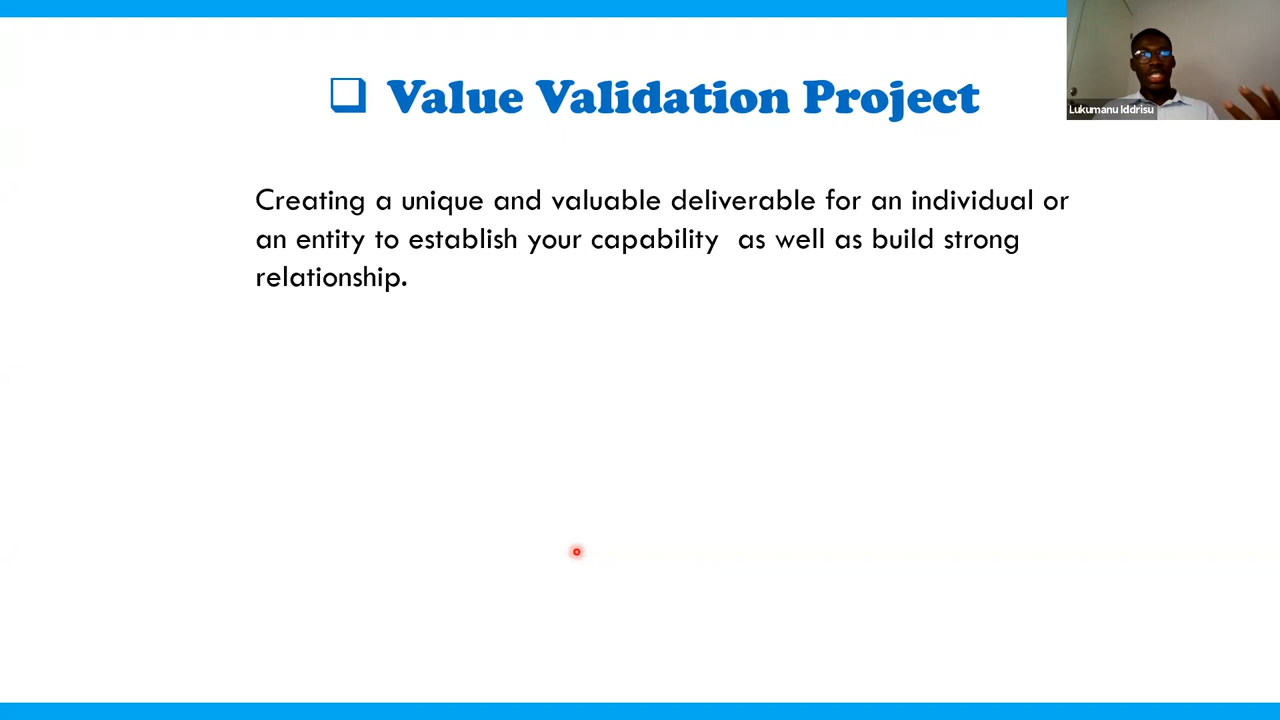 Value Validation Project
Lukumanu Iddrisu
Creating a unique and valuable deliverable for an individual or
an entity to establish your capability  as well as build strong
relationship.